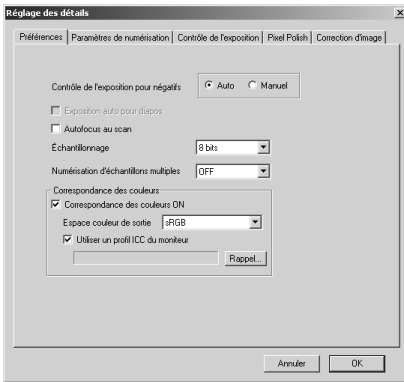 Réglage des détails
Préférences Paramètres de numérisation Contrôle de l'exposition Pixel Polish Correction d'image
Contrôle de l'exposition pour négatifs Auto Manuel
Exposition auto pour diapos
Autofocus au scan
Échantillonnage 8 bits
Numérisation d'échantillons multiples OFF
Correspondance des couleurs
Correspondance des couleurs ON
Espace couleur de sortie sRGB
Utiliser un profil ICC du moniteur
Rappel...
Annuler OK